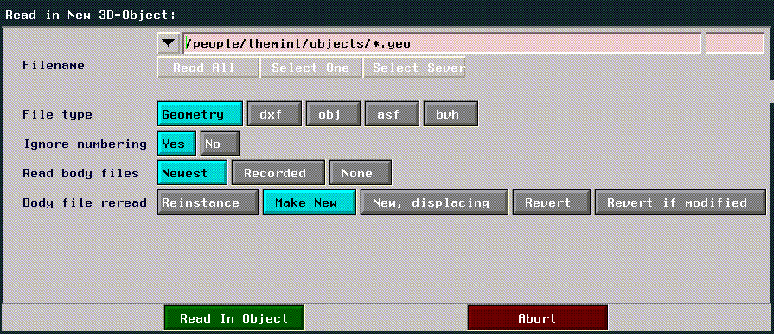 Read in New 3D-Object:
/people/themint/objects/*.geo
Filename
Read All Select One Select Sever
File type Geometry dxf obj asf bvh
Ignore numbering Yes No
Read body files Newest Recorded None
Body file reread Reinstance Make New New, displacing Revert Revert if modified
Read In Object Abort